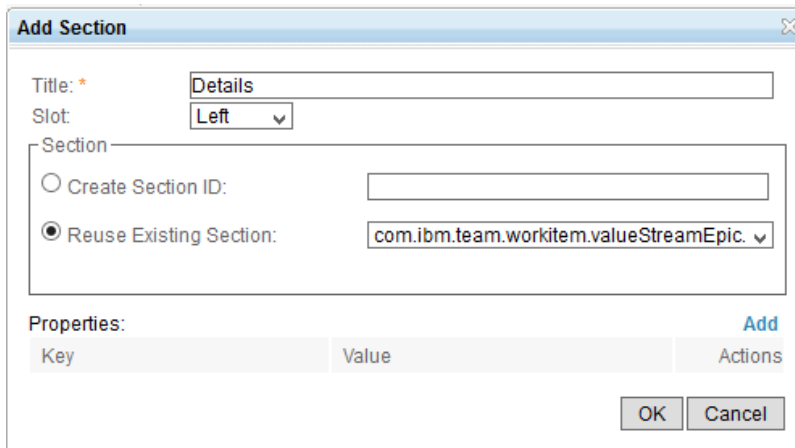 Add Section
Title: * Details
Slot: Left
Section
Create Section ID:
Reuse Existing Section: com.ibm.team.workitem.valueStreamEpic.
Properties: Add
Key Value Actions
OK Cancel